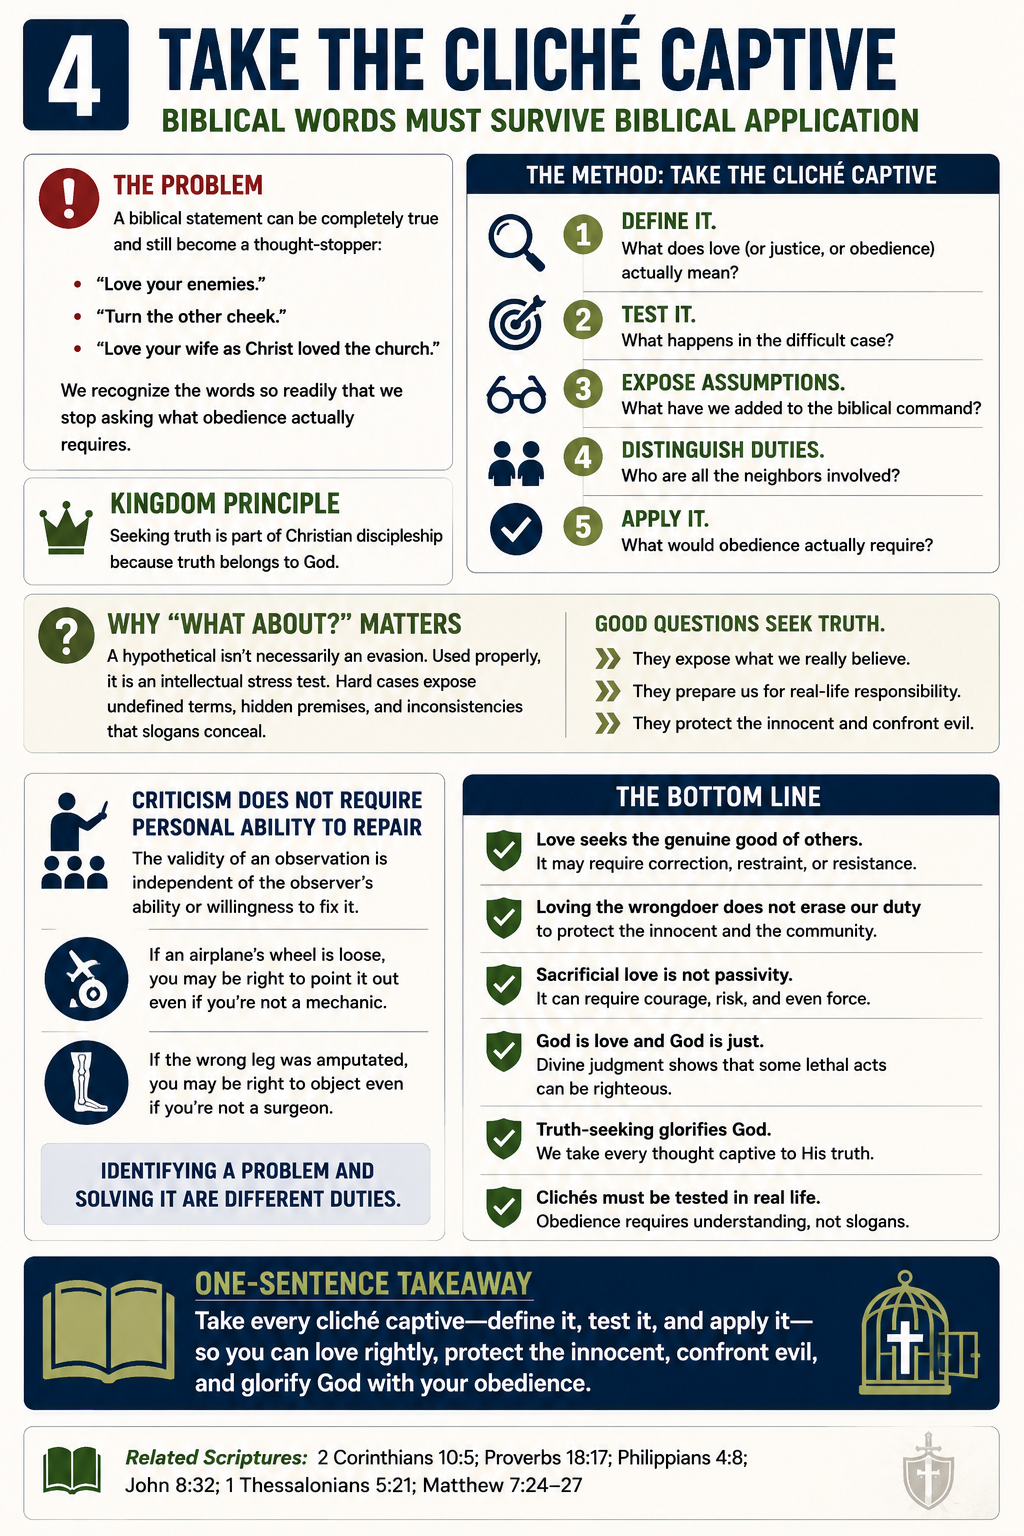 4
TAKE THE CLICHÉ CAPTIVE
BIBLICAL WORDS MUST SURVIVE BIBLICAL APPLICATION
!
THE PROBLEM
A biblical statement can be completely true
and still become a thought-stopper:
• “Love your enemies.”
• “Turn the other cheek.”
• “Love your wife as Christ loved the church.”
We recognize the words so readily that we
stop asking what obedience actually
requires.
KINGDOM PRINCIPLE
Seeking truth is part of Christian discipleship
because truth belongs to God.
THE METHOD: TAKE THE CLICHÉ CAPTIVE
1
DEFINE IT.
What does love (or justice, or obedience)
actually mean?
2
TEST IT.
What happens in the difficult case?
3
EXPOSE ASSUMPTIONS.
What have we added to the biblical command?
4
DISTINGUISH DUTIES.
Who are all the neighbors involved?
5
APPLY IT.
What would obedience actually require?
?
WHY “WHAT ABOUT?” MATTERS
A hypothetical isn’t necessarily an evasion. Used properly,
it is an intellectual stress test. Hard cases expose
undefined terms, hidden premises, and inconsistencies
that slogans conceal.
GOOD QUESTIONS SEEK TRUTH.
They expose what we really believe.
They prepare us for real-life responsibility.
They protect the innocent and confront evil.
CRITICISM DOES NOT REQUIRE
PERSONAL ABILITY TO REPAIR
The validity of an observation is
independent of the observer’s
ability or willingness to fix it.
If an airplane’s wheel is loose,
you may be right to point it out
even if you’re not a mechanic.
If the wrong leg was amputated,
you may be right to object even
if you’re not a surgeon.
IDENTIFYING A PROBLEM AND
SOLVING IT ARE DIFFERENT DUTIES.
THE BOTTOM LINE
Love seeks the genuine good of others.
It may require correction, restraint, or resistance.
Loving the wrongdoer does not erase our duty
to protect the innocent and the community.
Sacrificial love is not passivity.
It can require courage, risk, and even force.
God is love and God is just.
Divine judgment shows that some lethal acts
can be righteous.
Truth-seeking glorifies God.
We take every thought captive to His truth.
Clichés must be tested in real life.
Obedience requires understanding, not slogans.
ONE-SENTENCE TAKEAWAY
Take every cliché captive—define it, test it, and apply it—
so you can love rightly, protect the innocent, confront evil,
and glorify God with your obedience.
Related Scriptures: 2 Corinthians 10:5; Proverbs 18:17; Philippians 4:8;
John 8:32; 1 Thessalonians 5:21; Matthew 7:24–27